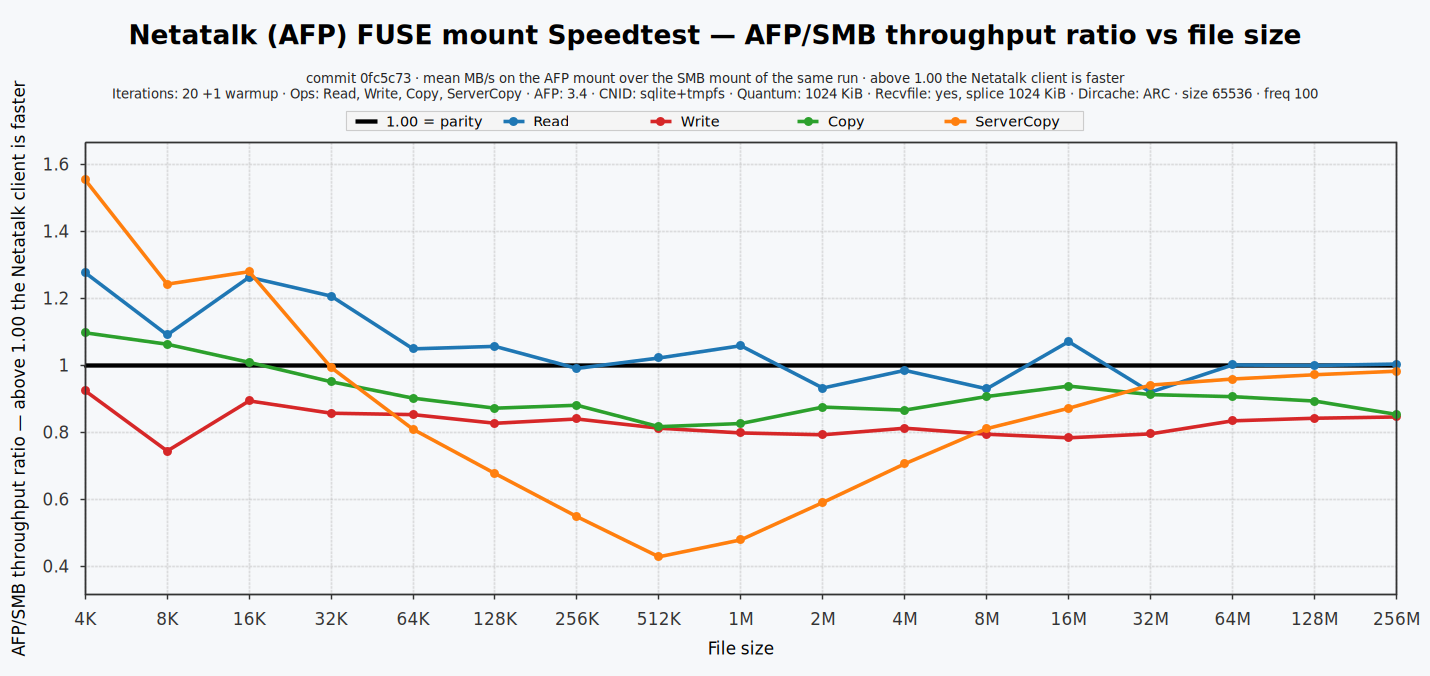 Netatalk (AFP) FUSE mount Speedtest — AFP/SMB throughput ratio vs file size
commit 0fc5c73 · mean MB/s on the AFP mount over the SMB mount of the same run · above 1.00 the Netatalk client is faster
Iterations: 20 +1 warmup · Ops: Read, Write, Copy, ServerCopy · AFP: 3.4 · CNID: sqlite+tmpfs · Quantum: 1024 KiB · Recvfile: yes, splice 1024 KiB · Dircache: ARC · size 65536 · freq 100
1.00 = parity Read Write Copy ServerCopy
AFP/SMB throughput ratio — above 1.00 the Netatalk client is faster
1.6
1.4
1.2
1
0.8
0.6
0.4
4K 8K 16K 32K 64K 128K 256K 512K 1M 2M 4M 8M 16M 32M 64M 128M 256M
File size